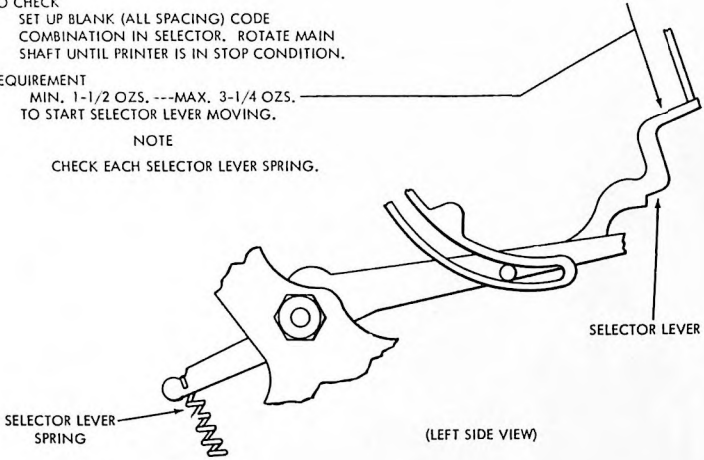 O CHECK
SET UP BLANK (ALL SPACING) CODE
COMBINATION IN SELECTOR. ROTATE MAIN
SHAFT UNTIL PRINTER IS IN STOP CONDITION.
EQUIREMENT
MIN. 1-1/2 OZS. ---MAX. 3-1/4 OZS.
TO START SELECTOR LEVER MOVING.
NOTE
CHECK EACH SELECTOR LEVER SPRING.
SELECTOR LEVER
SELECTOR LEVER
SPRING
(LEFT SIDE VIEW)